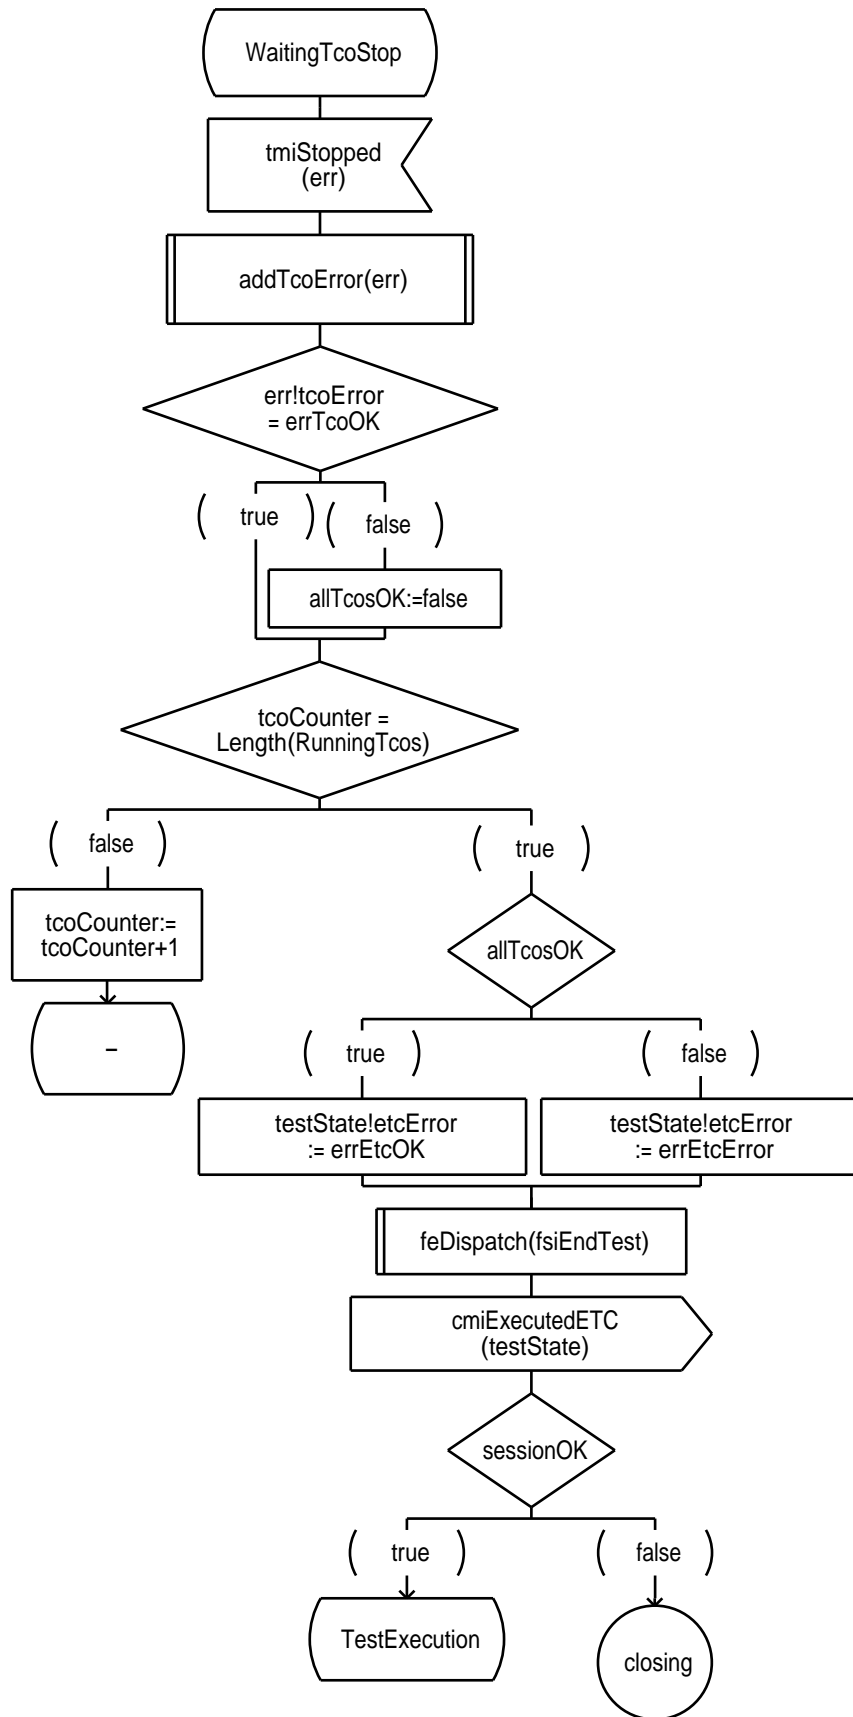 WaitingTcoStop
tmiStopped
(err)
addTcoError(err)
err!tcoError
= errTcoOK
( true ) ( false )
allTcosOK:=false
tcoCounter =
Length(RunningTcos)
( false ) ( true )
tcoCounter:=
tcoCounter+1
allTcosOK
–
( true ) ( false )
testState!etcError
:= errEtcOK
testState!etcError
:= errEtcError
feDispatch(fsiEndTest)
cmiExecutedETC
(testState)
sessionOK
( true ) ( false )
TestExecution
closing